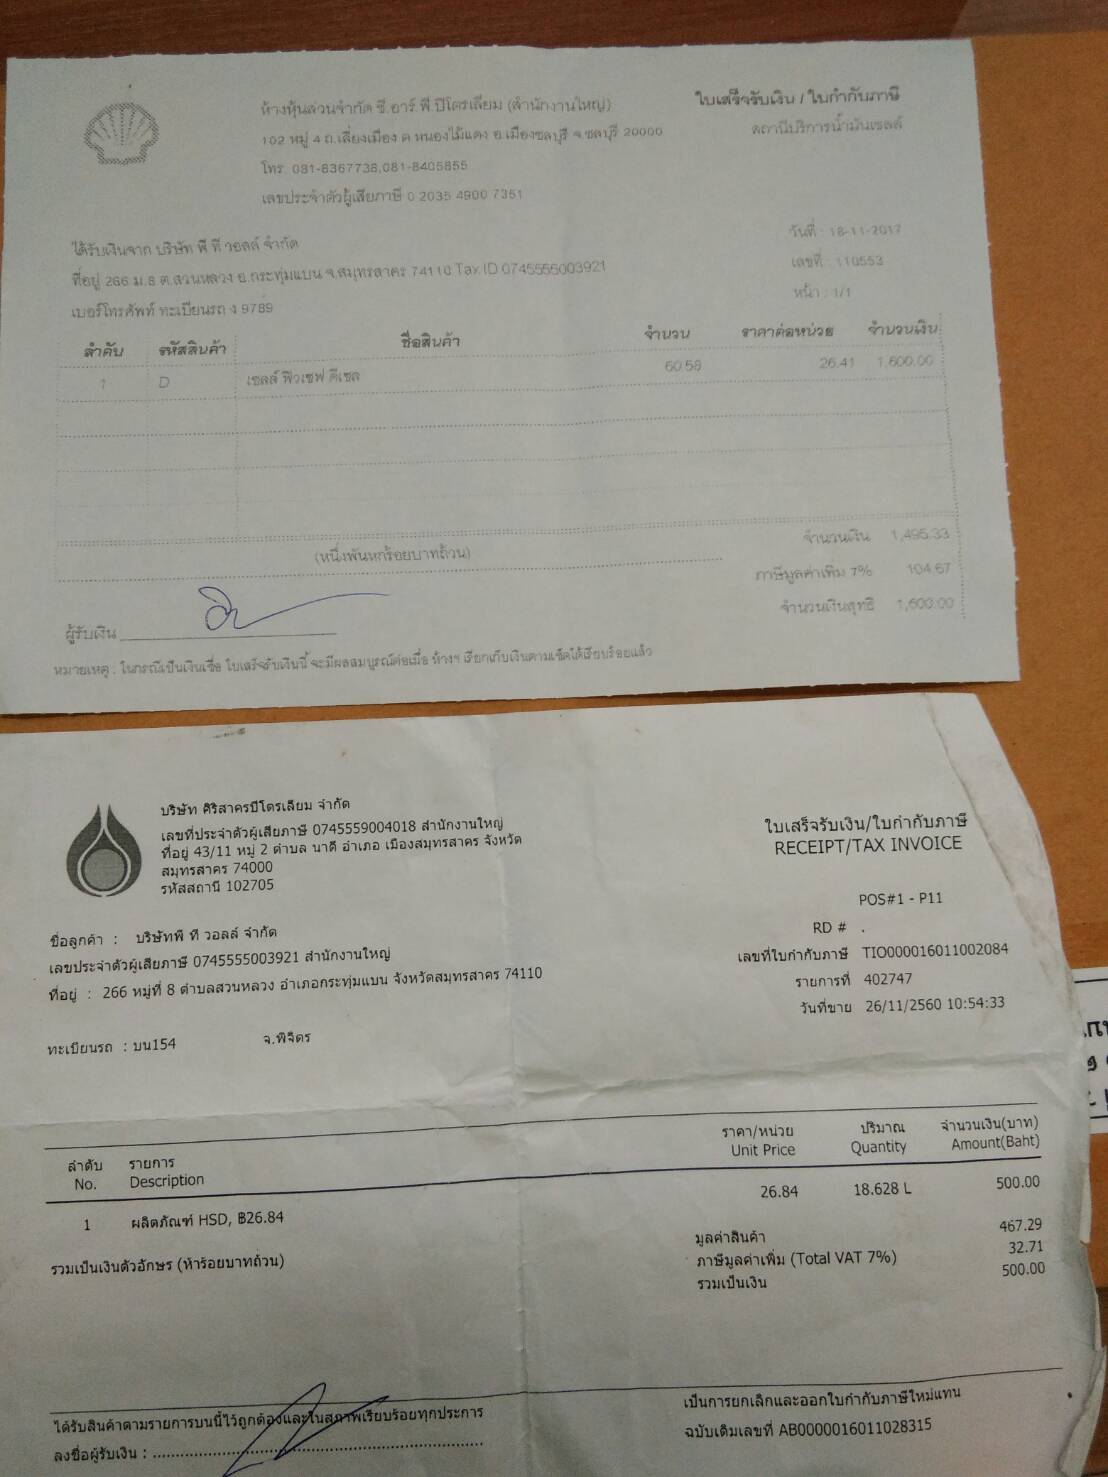 ห้างหุ้นส่วนจำกัด ซี.อาร์.พี.ปิโตรเลียม (สำนักงานใหญ่)
ใบเสร็จรับเงิน / ใบกำกับภาษี
102 หมู่ 4 ถ.เลี่ยงเมือง ต.หนองไม้แดง อ.เมืองชลบุรี จ.ชลบุรี 20000
สถานีบริการน้ำมันเชลล์
โทร. 081-8367738,081-8405855
เลขประจำตัวผู้เสียภาษี 0 2035 4900 7351
ได้รับเงินจาก บริษัท พี ที วอลล์ จำกัด
วันที่ : 18-11-2017
ที่อยู่ 266 ม.8 ต.สวนหลวง อ.กระทุ่มแบน จ.สมุทรสาคร 74110 Tax ID 0745555003921
เลขที่ : 110553
เบอร์โทรศัพท์ ทะเบียนรถ ง 9789
หน้า : 1/1
ลำดับ รหัสสินค้า ชื่อสินค้า จำนวน ราคาต่อหน่วย จำนวนเงิน
1 D เชลล์ ฟิวเซฟ ดีเซล 60.58 26.41 1,600.00
จำนวนเงิน 1,495.33
(หนึ่งพันหกร้อยบาทถ้วน)
ภาษีมูลค่าเพิ่ม 7% 104.67
จำนวนเงินสุทธิ 1,600.00
ผู้รับเงิน
หมายเหตุ : ในกรณีเป็นเงินเชื่อ ใบเสร็จรับเงินนี้ จะมีผลสมบูรณ์ต่อเมื่อ ห้างฯ เรียกเก็บเงินตามเช็คได้เรียบร้อยแล้ว
บริษัท ศิริสาครปิโตรเลียม จำกัด
เลขที่ประจำตัวผู้เสียภาษี 0745559004018 สำนักงานใหญ่
ที่อยู่ 43/11 หมู่ 2 ตำบล นาดี อำเภอ เมืองสมุทรสาคร จังหวัด
สมุทรสาคร 74000
รหัสสถานี 102705
ใบเสร็จรับเงิน/ใบกำกับภาษี
RECEIPT/TAX INVOICE
POS#1 - P11
RD # .
ชื่อลูกค้า : บริษัทพี ที วอลล์ จำกัด
เลขที่ใบกำกับภาษี TIO000016011002084
เลขประจำตัวผู้เสียภาษี 0745555003921 สำนักงานใหญ่
รายการที่ 402747
ที่อยู่ : 266 หมู่ที่ 8 ตำบลสวนหลวง อำเภอกระทุ่มแบน จังหวัดสมุทรสาคร 74110
วันที่ขาย 26/11/2560 10:54:33
ทะเบียนรถ : บน154 จ.พิจิตร
ลำดับ รายการ ราคา/หน่วย ปริมาณ จำนวนเงิน(บาท)
No. Description Unit Price Quantity Amount(Baht)
1 ผลิตภัณฑ์ HSD, ฿26.84 26.84 18.628 L 500.00
มูลค่าสินค้า 467.29
รวมเป็นเงินตัวอักษร (ห้าร้อยบาทถ้วน)
ภาษีมูลค่าเพิ่ม (Total VAT 7%) 32.71
รวมเป็นเงิน 500.00
ได้รับสินค้าตามรายการบนนี้ไว้ถูกต้องและในสภาพเรียบร้อยทุกประการ
เป็นการยกเลิกและออกใบกำกับภาษีใหม่แทน
ลงชื่อผู้รับเงิน :
ฉบับเดิมเลขที่ AB0000016011028315